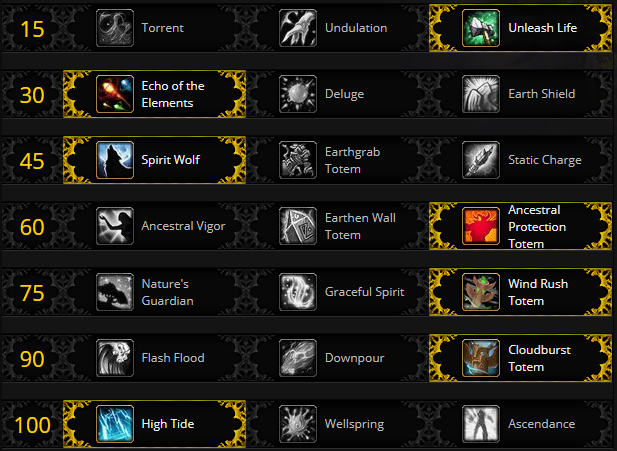 15 Torrent Undulation Unleash Life
30 Echo of the
Elements Deluge Earth Shield
45 Spirit Wolf Earthgrab
Totem Static Charge
60 Ancestral Vigor Earthen Wall
Totem Ancestral
Protection
Totem
75 Nature's
Guardian Graceful Spirit Wind Rush
Totem
90 Flash Flood Downpour Cloudburst
Totem
100 High Tide Wellspring Ascendance